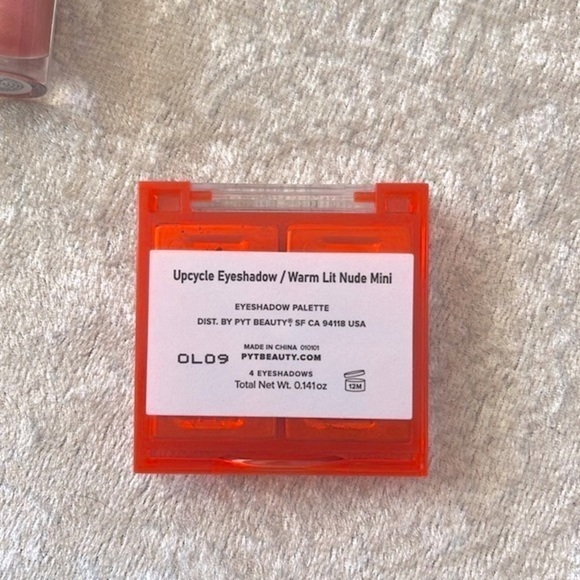 Upcycle Eyeshadow / Warm Lit Nude Mini
EYESHADOW PALETTE
DIST. BY PYT BEAUTY® SF CA 94118 USA
MADE IN CHINA 010101
OL09 PYTBEAUTY.COM
4 EYESHADOWS
Total Net Wt. 0.141oz
12M